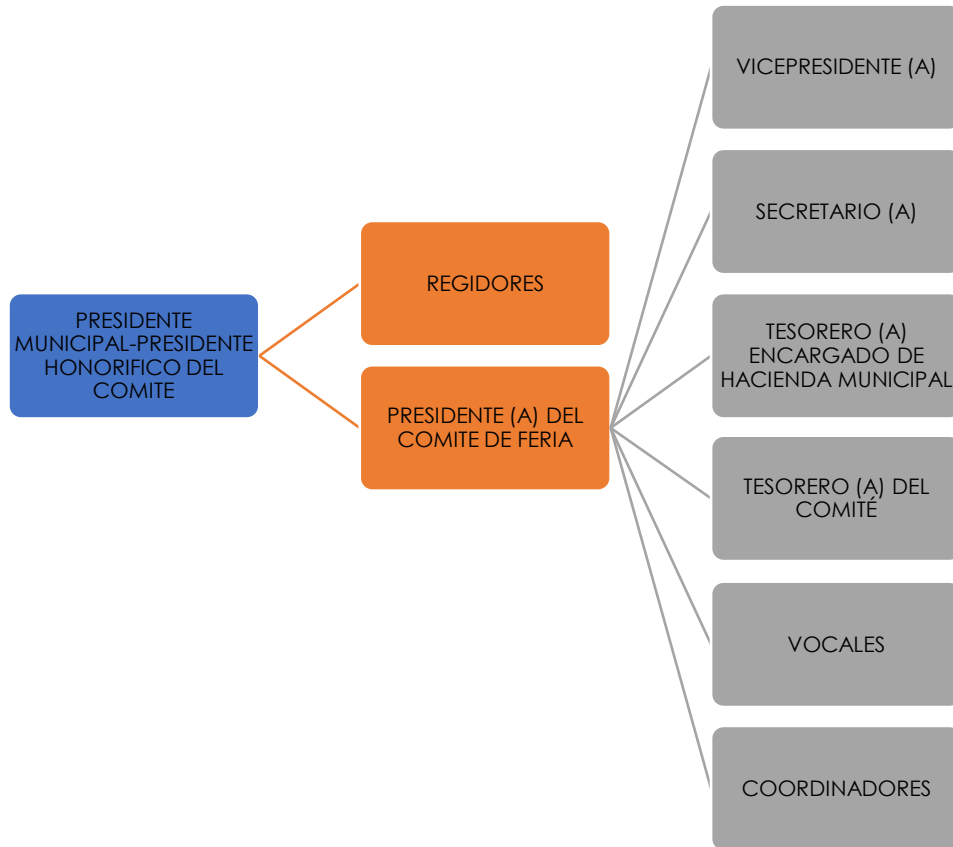 PRESIDENTE
MUNICIPAL-PRESIDENTE
HONORIFICO DEL
COMITE
REGIDORES
PRESIDENTE (A) DEL
COMITE DE FERIA
VICEPRESIDENTE (A)
SECRETARIO (A)
TESORERO (A)
ENCARGADO DE
HACIENDA MUNICIPAL
TESORERO (A) DEL
COMITÉ
VOCALES
COORDINADORES